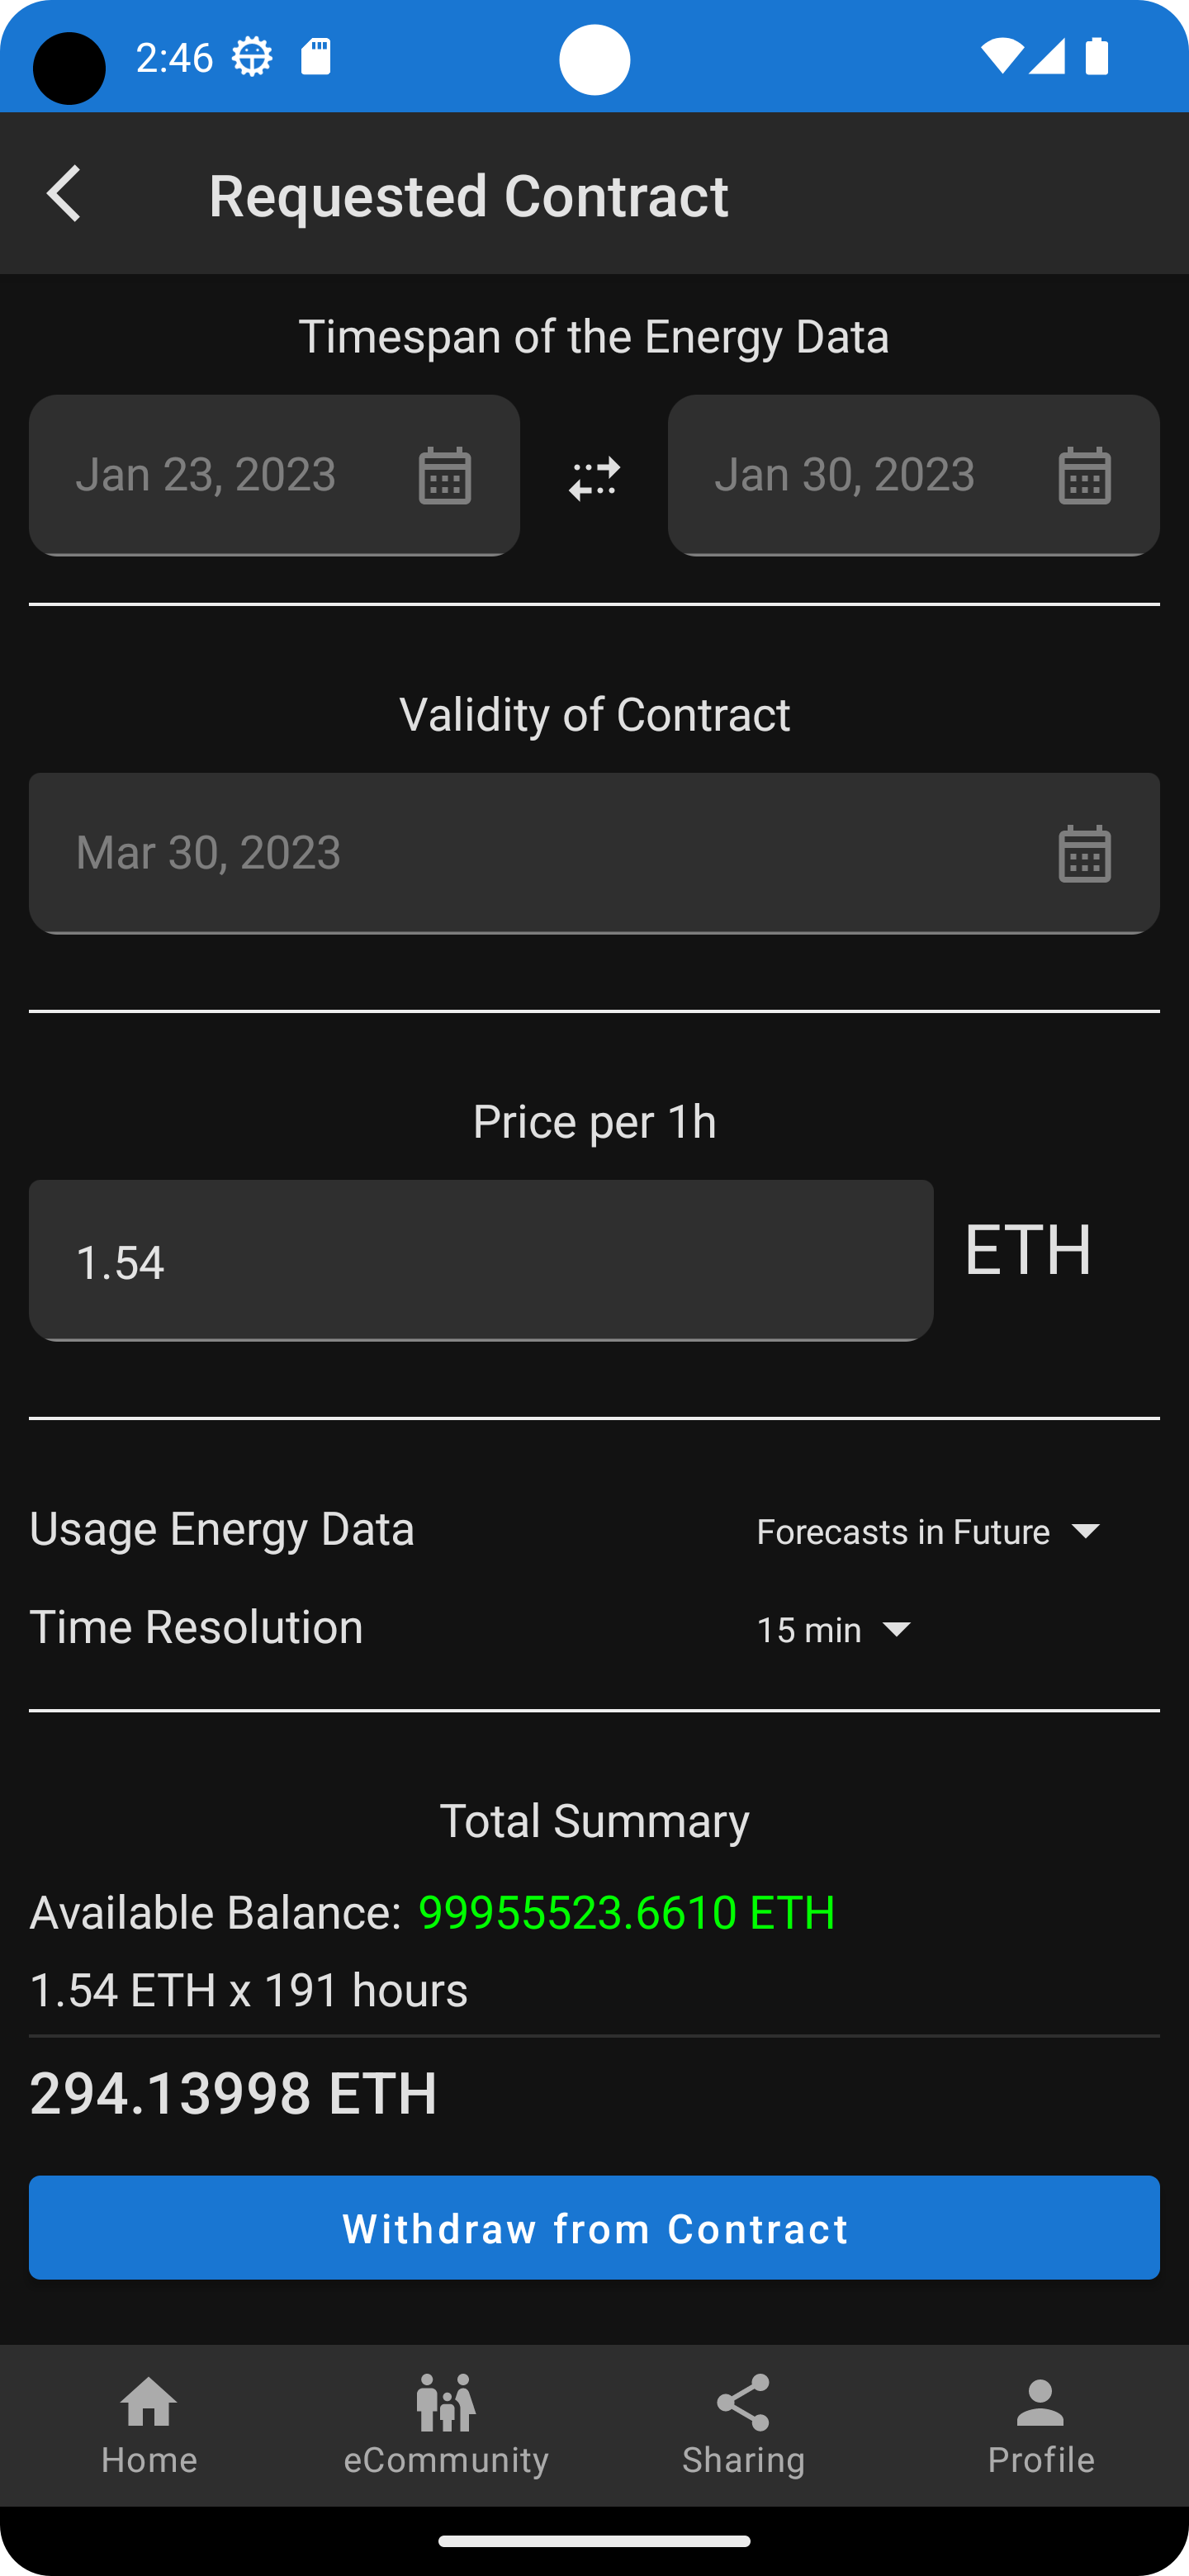 2:46
Requested Contract
Timespan of the Energy Data
Jan 23, 2023 Jan 30, 2023
Validity of Contract
Mar 30, 2023
Price per 1h
1.54 ETH
Usage Energy Data Forecasts in Future
Time Resolution 15 min
Total Summary
Available Balance: 99955523.6610 ETH
1.54 ETH x 191 hours
294.13998 ETH
Withdraw from Contract
Home eCommunity Sharing Profile